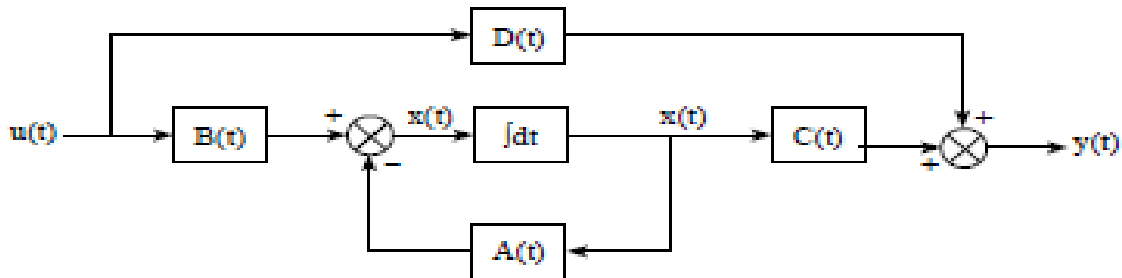 D(t)
+
u(t) B(t) + x(t) ∫dt x(t) C(t) + y(t)
−
A(t)